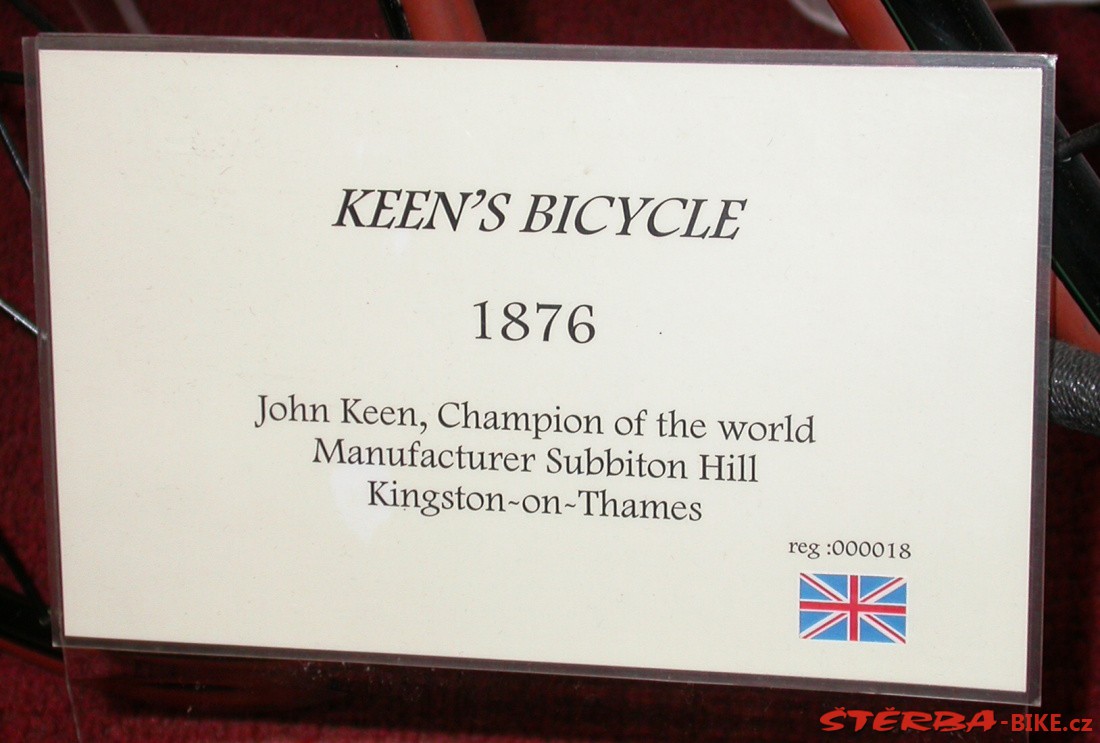 KEEN'S BICYCLE
1876
John Keen, Champion of the world
Manufacturer Subbiton Hill
Kingston-on-Thames
reg :000018
ŠTĚRBA-BIKE.cz